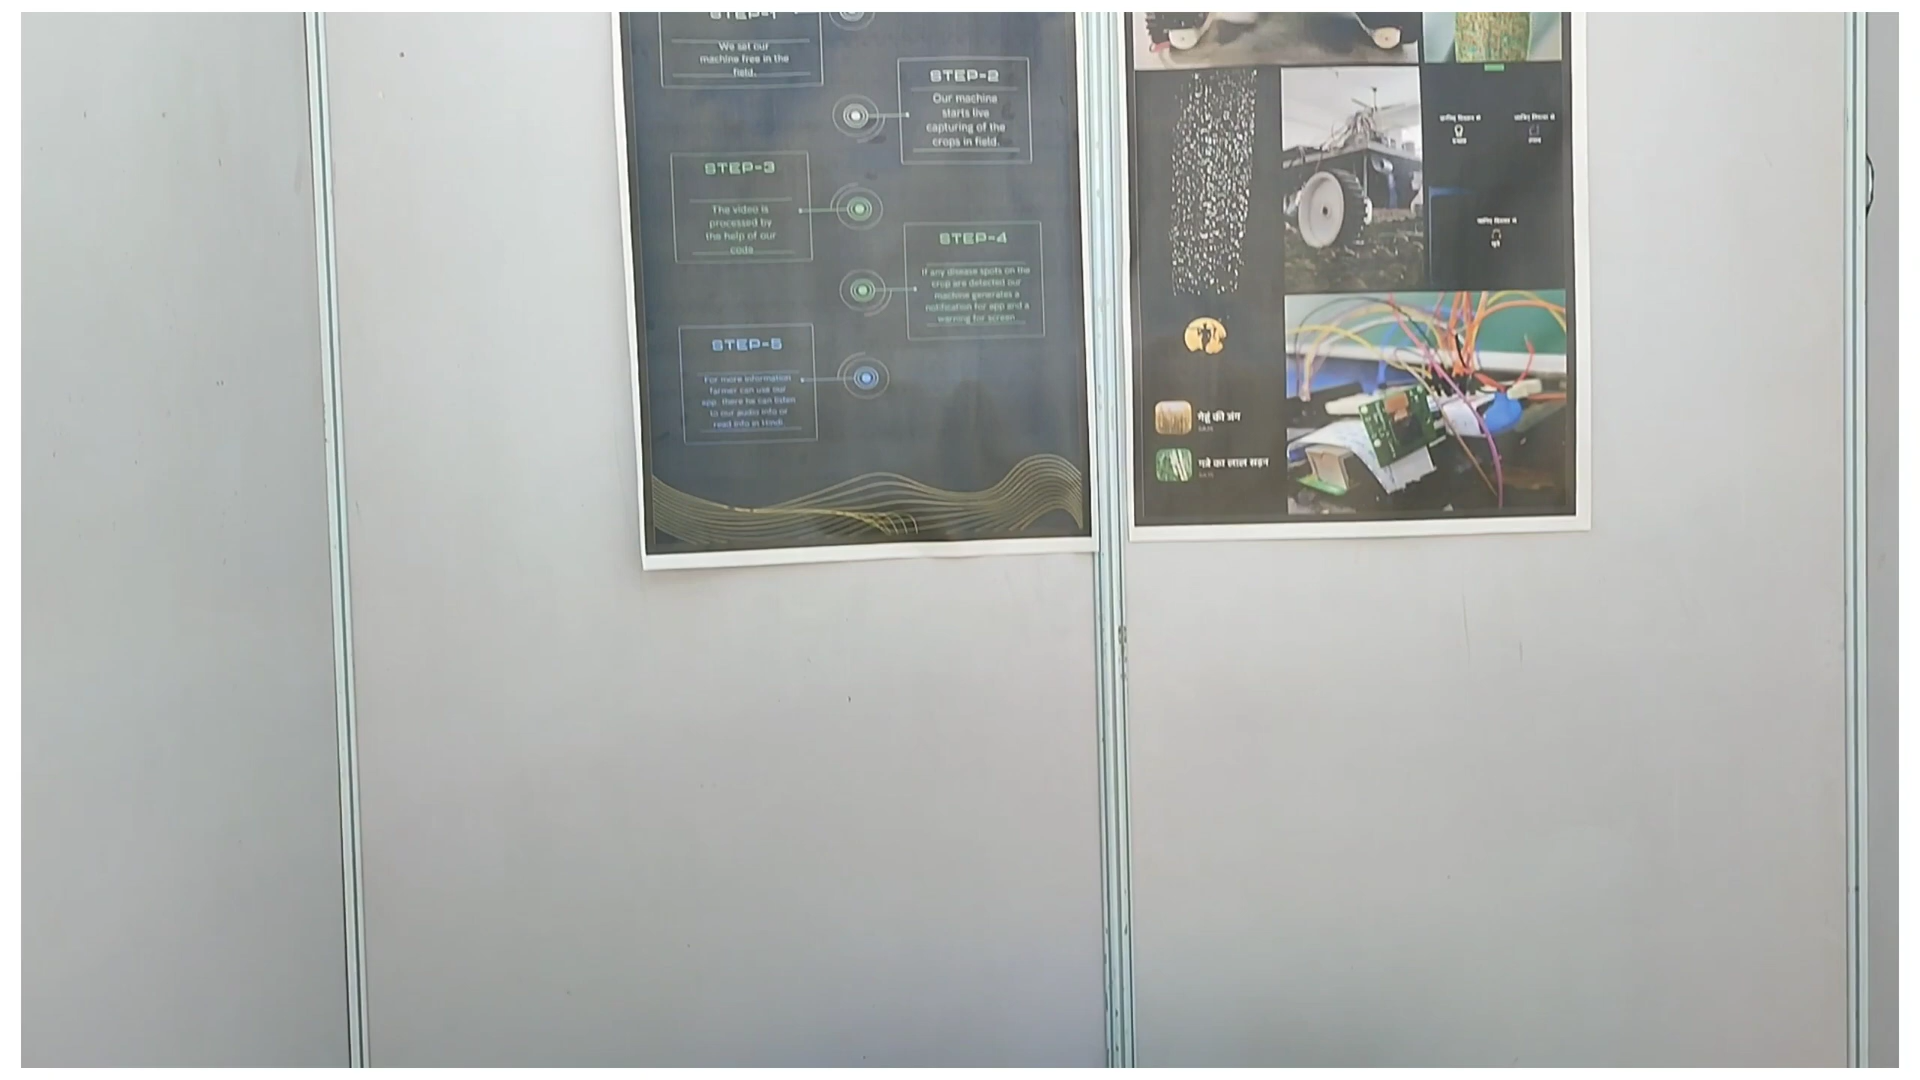 STEP-1
We set our
machine free in the
field.
STEP-2
Our machine
starts live
capturing of the
crops in field.
STEP-3
The video is
processed by
the help of our
code
STEP-4
If any disease spots on the
crop are detected our
machine generates a
notification for app and a
warning for screen
STEP-5
For more information
farmer can use our
app. there he can listen
to our audio info or
read info in Hindi
गेहूं की जंग
गन्ने का लाल सड़न